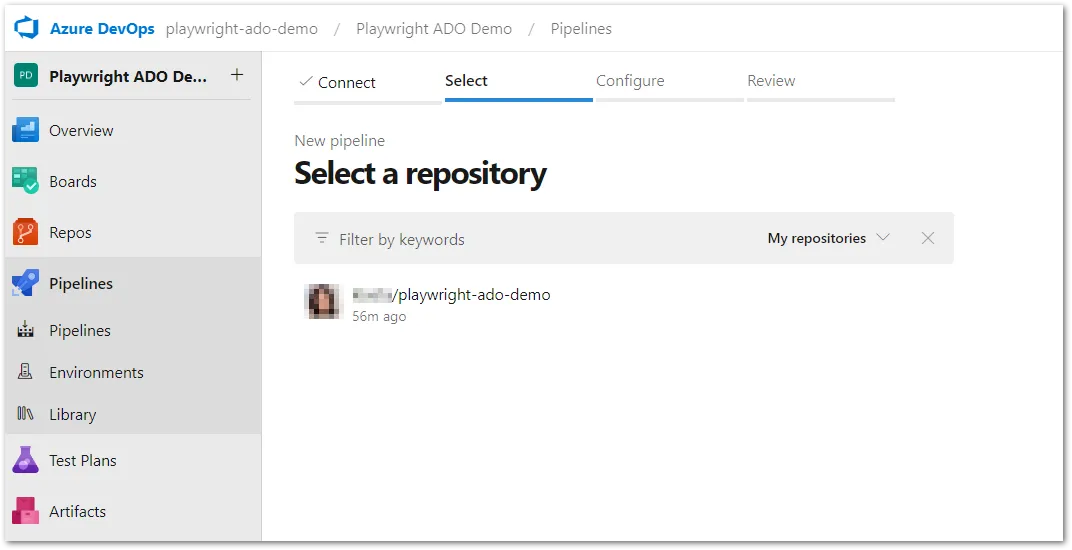 Azure DevOps playwright-ado-demo / Playwright ADO Demo / Pipelines
PD Playwright ADO De... +
Overview
Boards
Repos
Pipelines
Pipelines
Environments
Library
Test Plans
Artifacts
Connect Select Configure Review
New pipeline
Select a repository
Filter by keywords My repositories
/playwright-ado-demo
56m ago